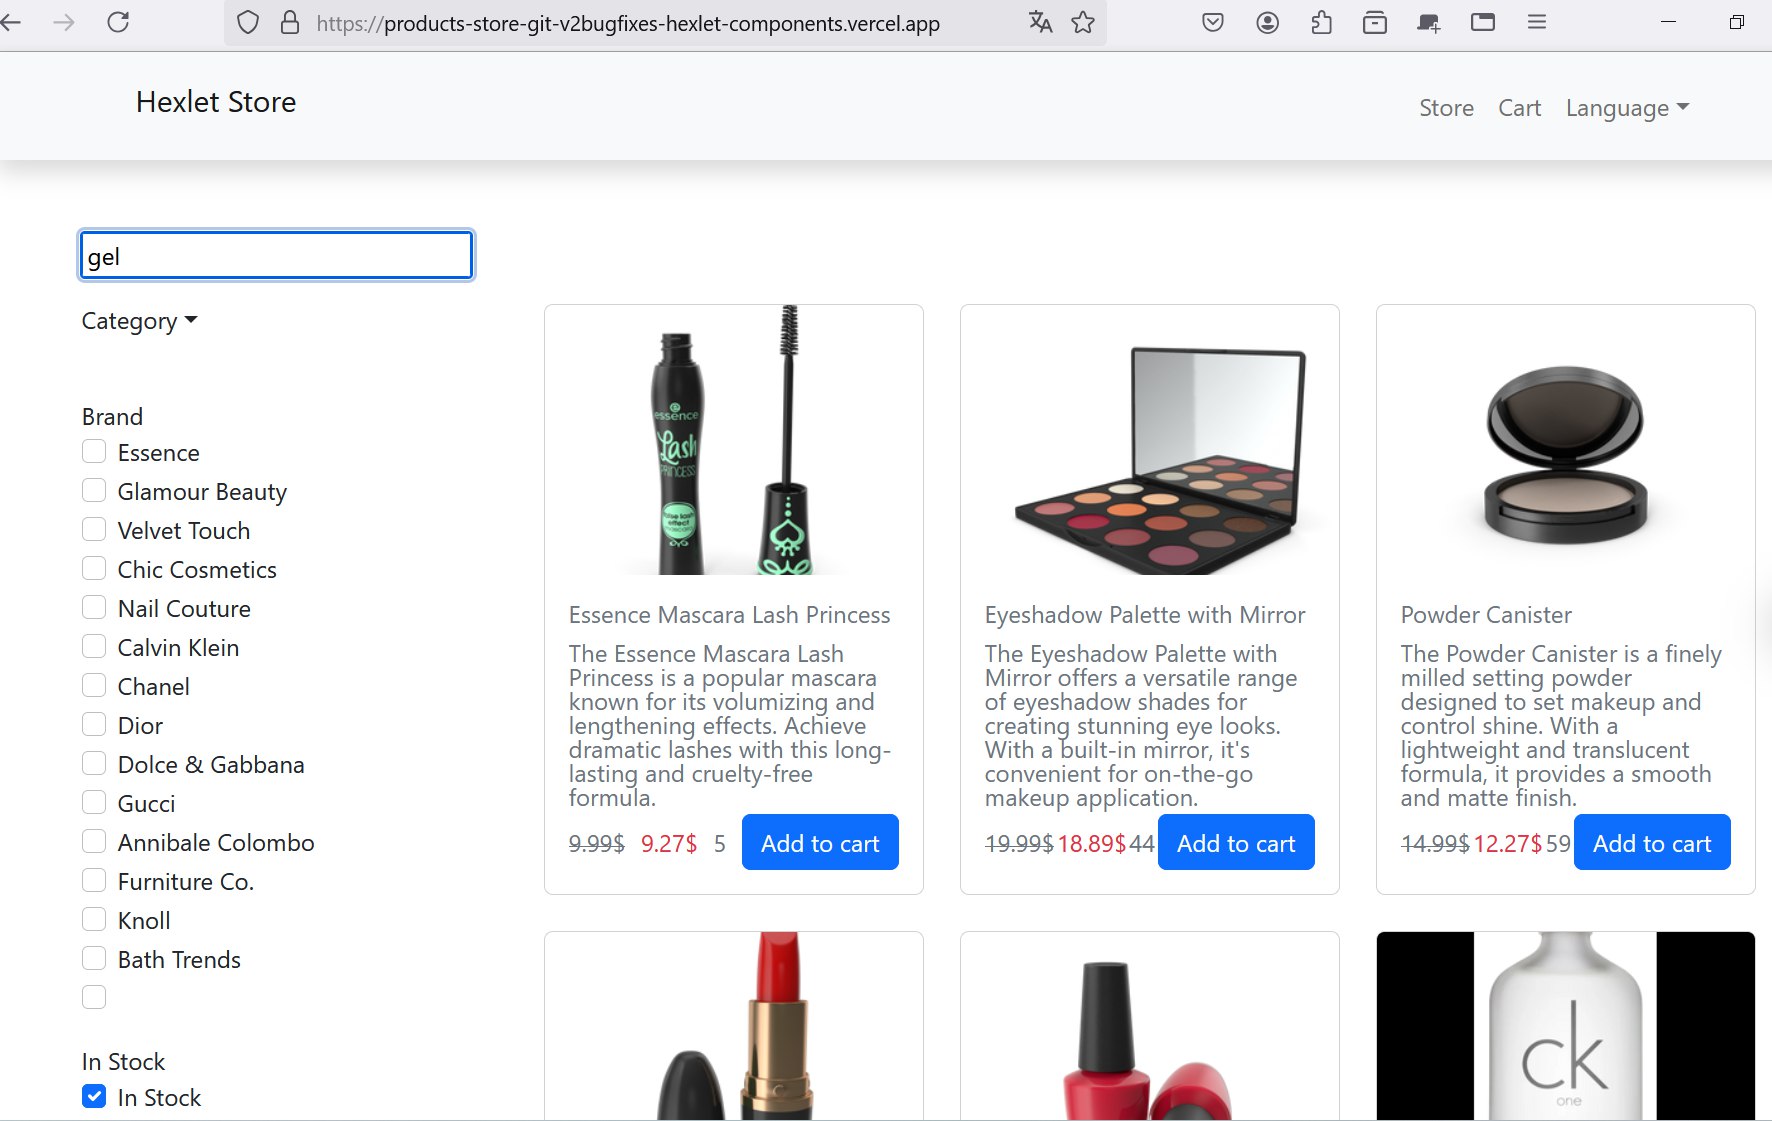 https://products-store-git-v2bugfixes-hexlet-components.vercel.app
Hexlet Store
Store Cart Language
gel
Category
Brand
Essence
Glamour Beauty
Velvet Touch
Chic Cosmetics
Nail Couture
Calvin Klein
Chanel
Dior
Dolce & Gabbana
Gucci
Annibale Colombo
Furniture Co.
Knoll
Bath Trends
In Stock
In Stock
essence
Lash
PRINCESS
false lash
effect
mascara
Essence Mascara Lash Princess
The Essence Mascara Lash
Princess is a popular mascara
known for its volumizing and
lengthening effects. Achieve
dramatic lashes with this long-
lasting and cruelty-free
formula.
9.99$ 9.27$ 5 Add to cart
Eyeshadow Palette with Mirror
The Eyeshadow Palette with
Mirror offers a versatile range
of eyeshadow shades for
creating stunning eye looks.
With a built-in mirror, it's
convenient for on-the-go
makeup application.
19.99$ 18.89$ 44 Add to cart
Powder Canister
The Powder Canister is a finely
milled setting powder
designed to set makeup and
control shine. With a
lightweight and translucent
formula, it provides a smooth
and matte finish.
14.99$ 12.27$ 59 Add to cart
ck
one